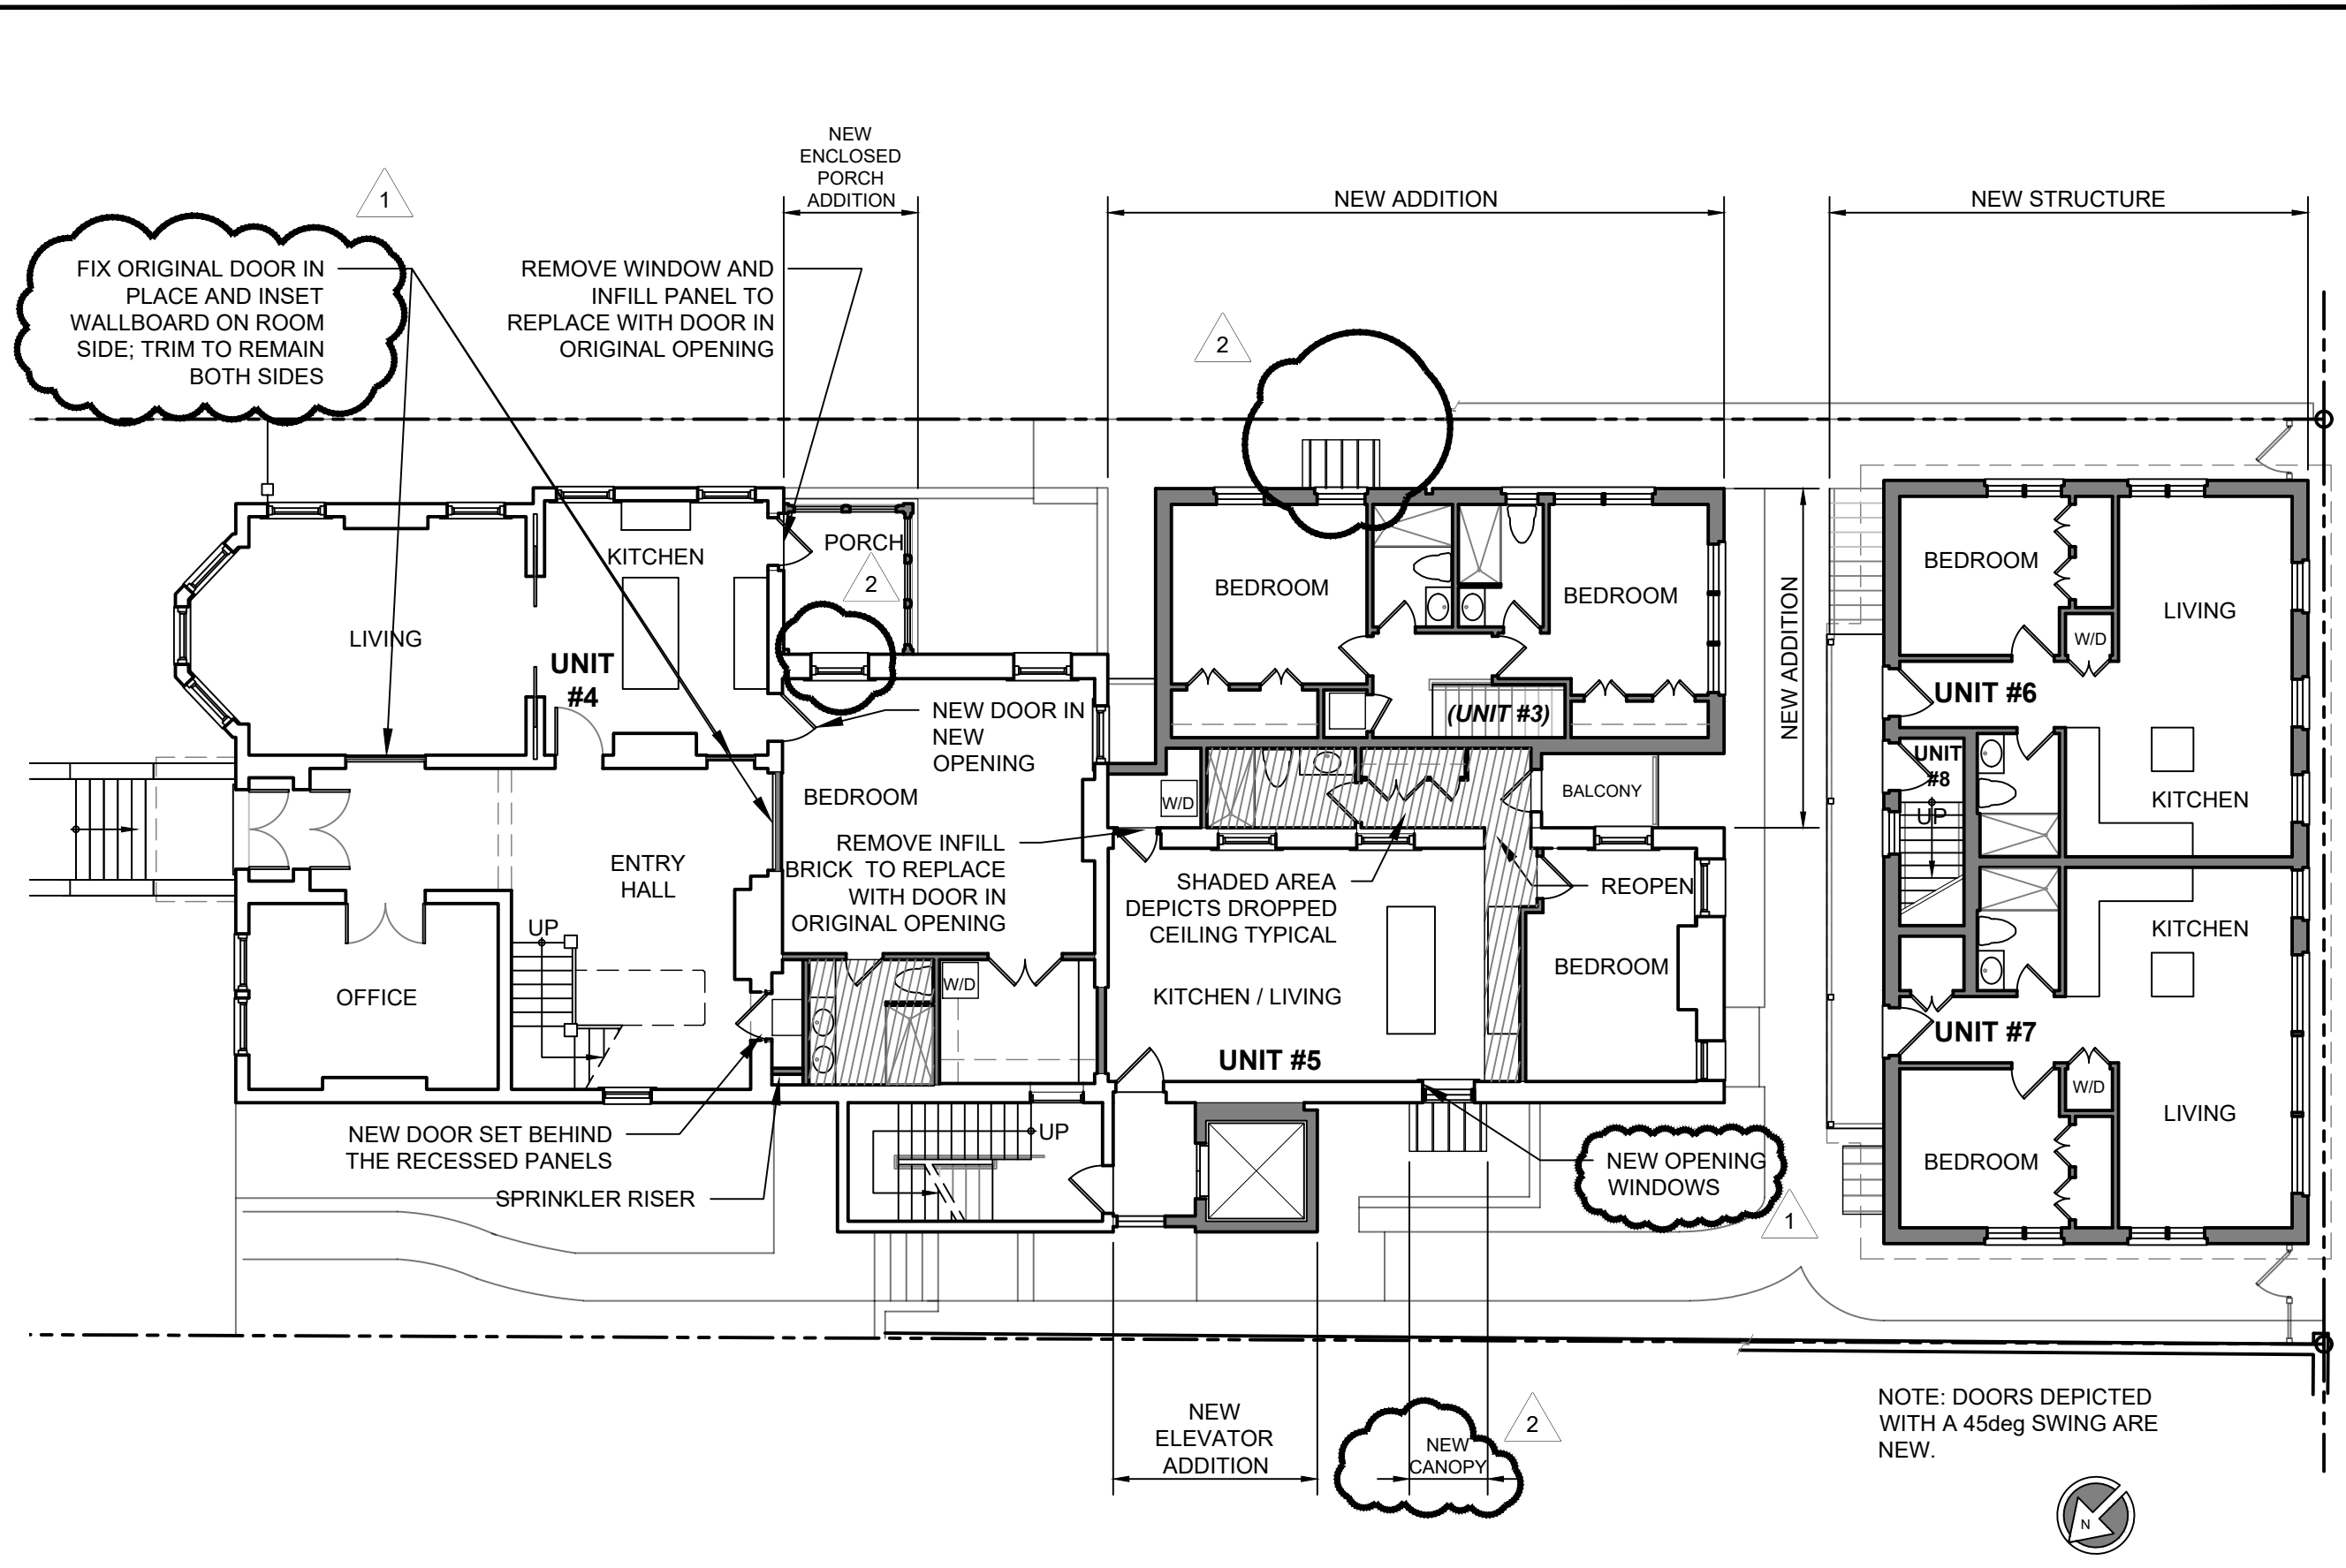 NEW
ENCLOSED
PORCH
ADDITION
NEW ADDITION
NEW STRUCTURE
1
FIX ORIGINAL DOOR IN
PLACE AND INSET
WALLBOARD ON ROOM
SIDE; TRIM TO REMAIN
BOTH SIDES
REMOVE WINDOW AND
INFILL PANEL TO
REPLACE WITH DOOR IN
ORIGINAL OPENING
2
KITCHEN
PORCH
2
LIVING
UNIT
#4
BEDROOM
BEDROOM
NEW ADDITION
BEDROOM
LIVING
W/D
UNIT #6
(UNIT #3)
NEW DOOR IN
NEW
OPENING
UNIT
#8
UP
KITCHEN
BEDROOM
W/D
BALCONY
REMOVE INFILL
BRICK TO REPLACE
WITH DOOR IN
ORIGINAL OPENING
ENTRY
HALL
SHADED AREA
DEPICTS DROPPED
CEILING TYPICAL
REOPEN
UP
OFFICE
W/D
KITCHEN / LIVING
BEDROOM
KITCHEN
UNIT #5
UNIT #7
W/D
LIVING
BEDROOM
NEW DOOR SET BEHIND
THE RECESSED PANELS
SPRINKLER RISER
UP
NEW OPENING
WINDOWS
1
NEW
ELEVATOR
ADDITION
NEW
CANOPY
2
NOTE: DOORS DEPICTED
WITH A 45deg SWING ARE
NEW.
N